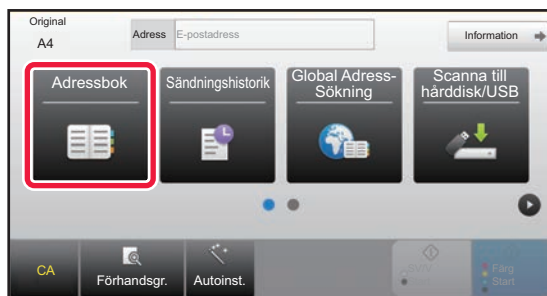 Original
A4
Adress
E-postadress
Information
Adressbok
Sändningshistorik
Global Adress-
Sökning
Scanna till
hårddisk/USB
CA
Förhandsgr.
Autoinst.
S/V
Start
Färg
Start